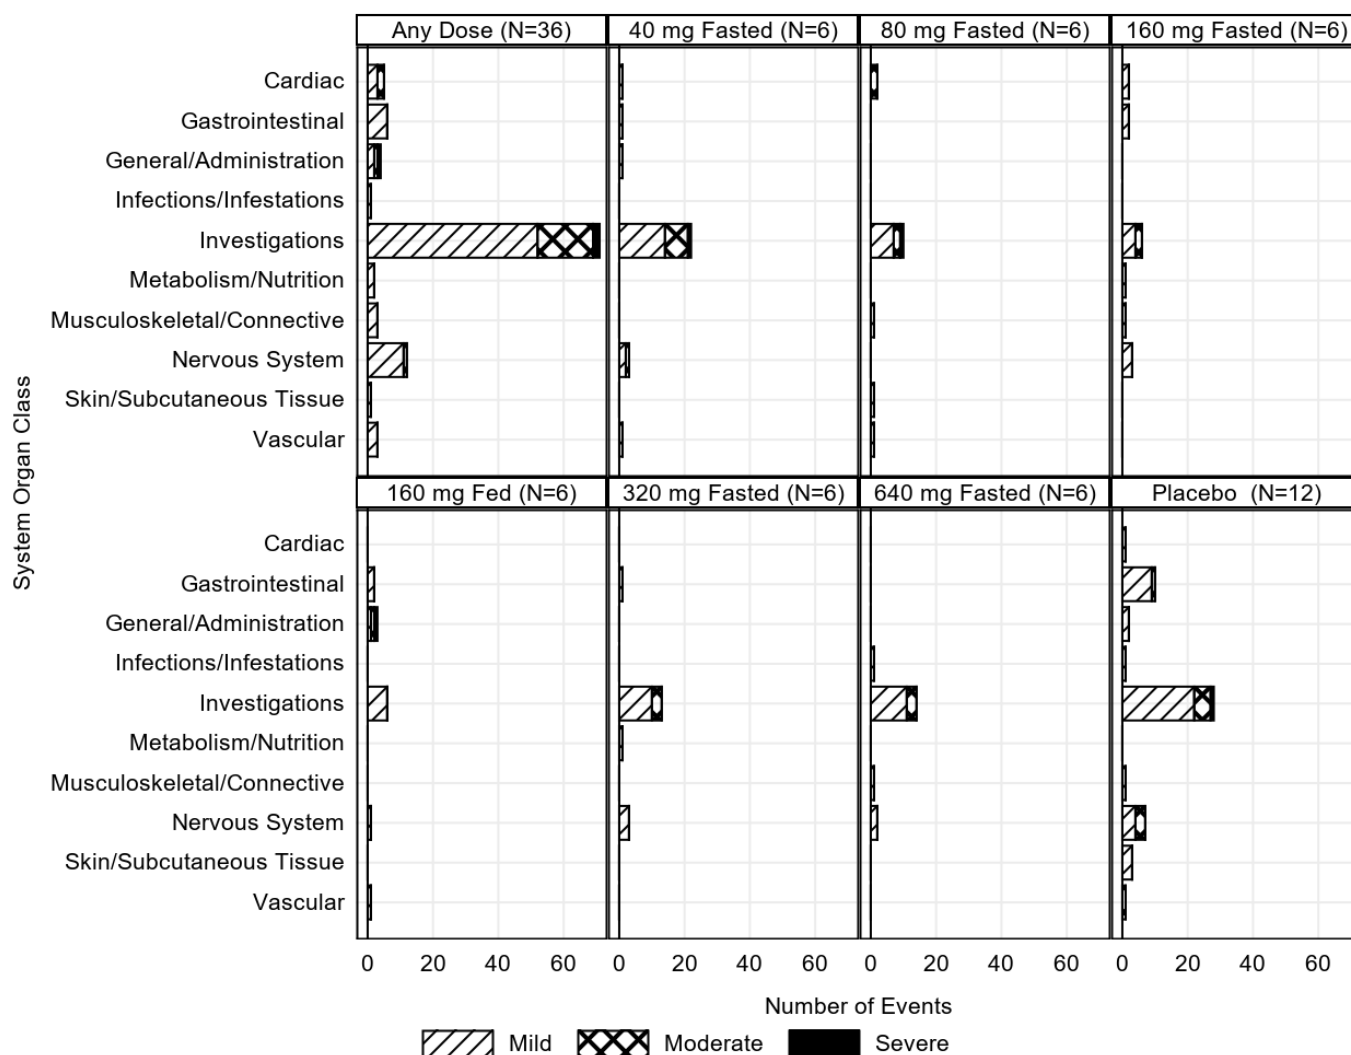 Any Dose (N=36) 40 mg Fasted (N=6) 80 mg Fasted (N=6) 160 mg Fasted (N=6)
Cardiac
Gastrointestinal
General/Administration
Infections/Infestations
Investigations
Metabolism/Nutrition
Musculoskeletal/Connective
Nervous System
Skin/Subcutaneous Tissue
Vascular
System Organ Class
160 mg Fed (N=6) 320 mg Fasted (N=6) 640 mg Fasted (N=6) Placebo (N=12)
Cardiac
Gastrointestinal
General/Administration
Infections/Infestations
Investigations
Metabolism/Nutrition
Musculoskeletal/Connective
Nervous System
Skin/Subcutaneous Tissue
Vascular
0 20 40 60 0 20 40 60 0 20 40 60 0 20 40 60
Number of Events
Mild Moderate Severe